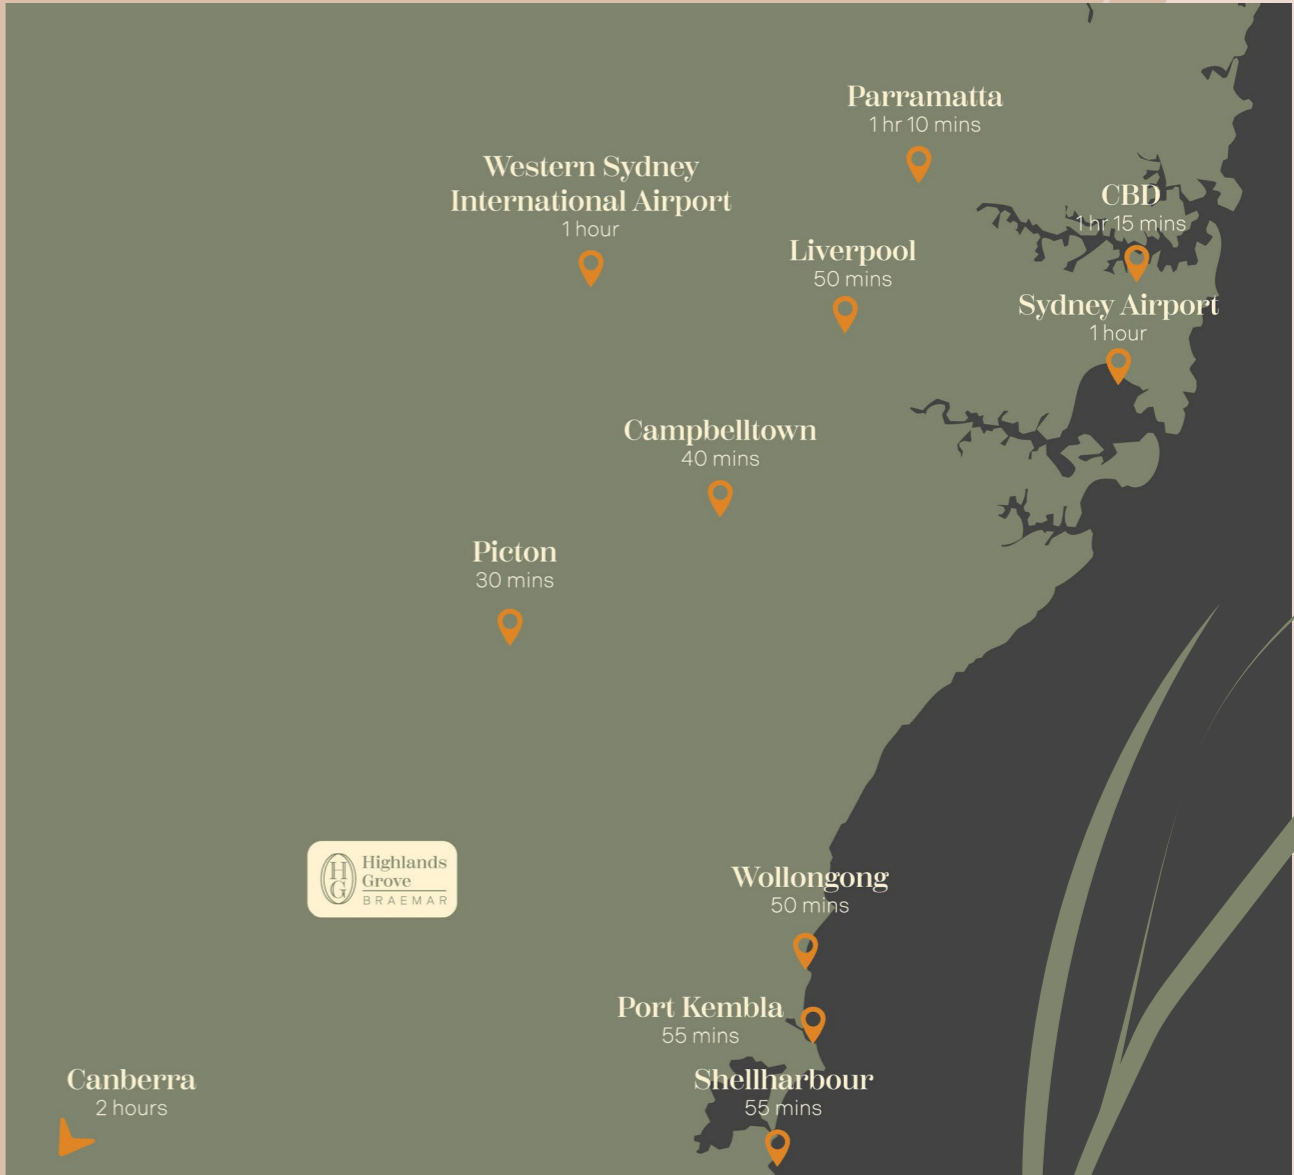 Parramatta
1 hr 10 mins
Western Sydney
International Airport
1 hour
CBD
1 hr 15 mins
Liverpool
50 mins
Sydney Airport
1 hour
Campbelltown
40 mins
Picton
30 mins
HG
Highlands
Grove
BRAEMAR
Wollongong
50 mins
Port Kembla
55 mins
Shellharbour
55 mins
Canberra
2 hours